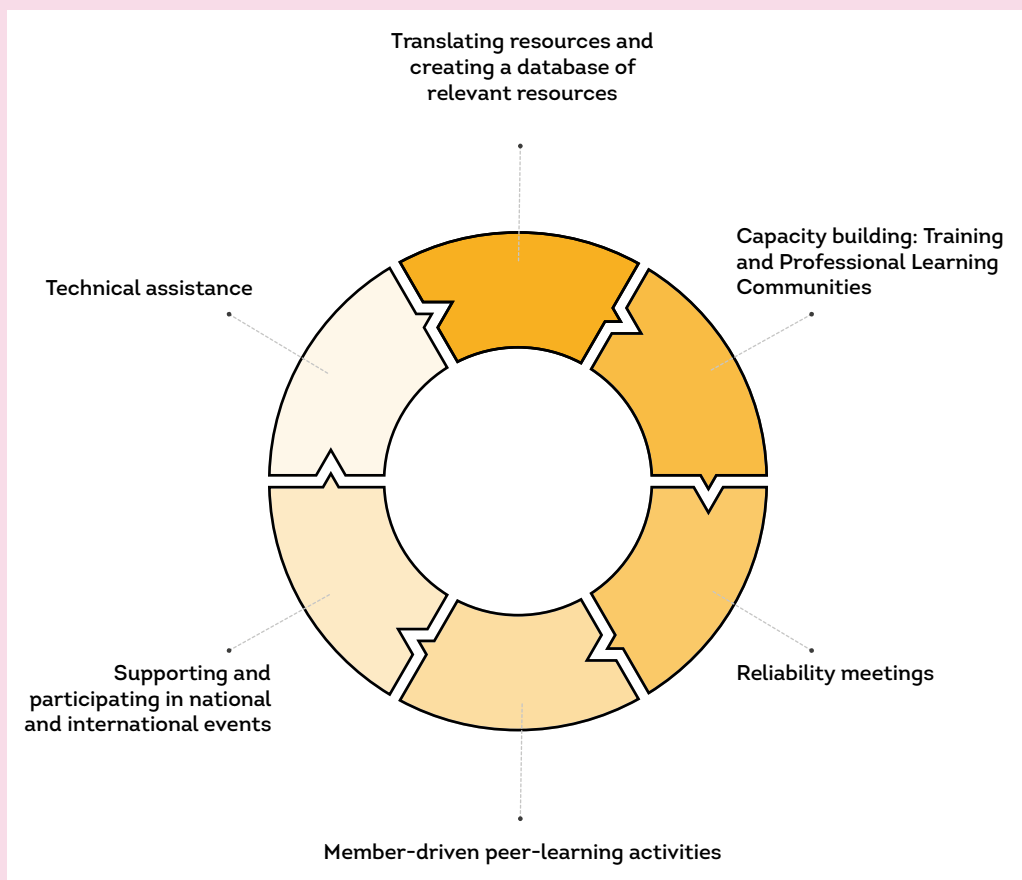 Translating resources and
creating a database of
relevant resources
Capacity building: Training
and Professional Learning
Communities
Technical assistance
Reliability meetings
Supporting and
participating in national
and international events
Member-driven peer-learning activities